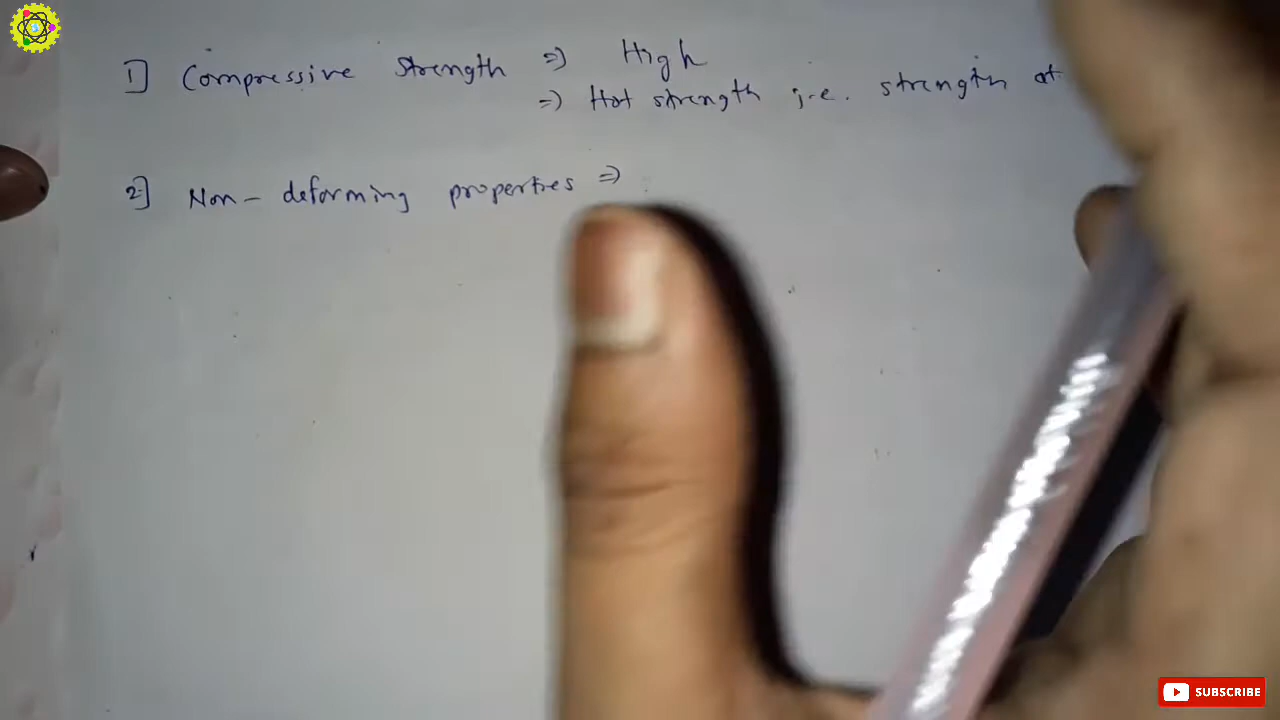 1] Compressive Strength => High
=> Hot strength i.e. strength at
2] Non-deforming properties =>
SUBSCRIBE